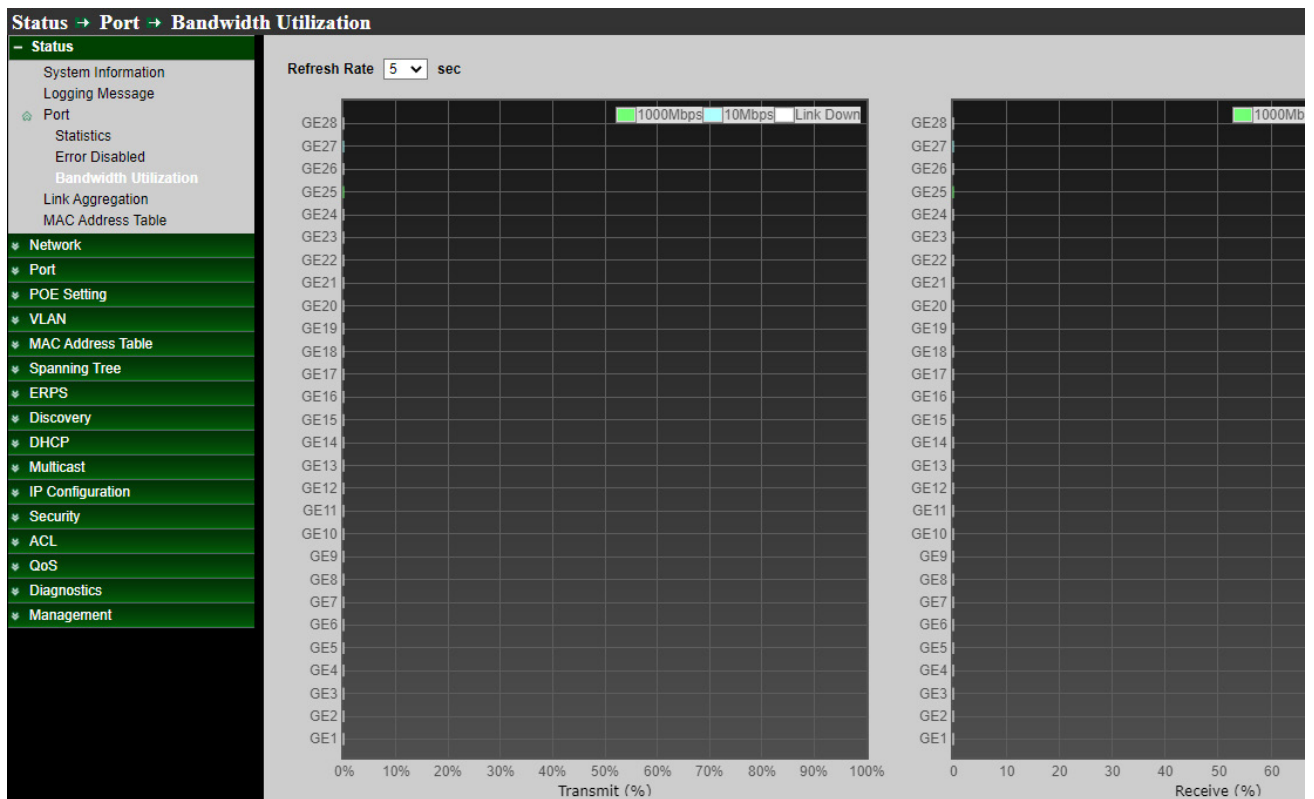 Status → Port → Bandwidth Utilization
Status
System Information
Logging Message
Port
Statistics
Error Disabled
Bandwidth Utilization
Link Aggregation
MAC Address Table
Network
Port
POE Setting
VLAN
MAC Address Table
Spanning Tree
ERPS
Discovery
DHCP
Multicast
IP Configuration
Security
ACL
QoS
Diagnostics
Management
Refresh Rate 5 sec
1000Mbps 10Mbps Link Down
GE28
GE27
GE26
GE25
GE24
GE23
GE22
GE21
GE20
GE19
GE18
GE17
GE16
GE15
GE14
GE13
GE12
GE11
GE10
GE9
GE8
GE7
GE6
GE5
GE4
GE3
GE2
GE1
0% 10% 20% 30% 40% 50% 60% 70% 80% 90% 100%
Transmit (%)
1000Mb
GE28
GE27
GE26
GE25
GE24
GE23
GE22
GE21
GE20
GE19
GE18
GE17
GE16
GE15
GE14
GE13
GE12
GE11
GE10
GE9
GE8
GE7
GE6
GE5
GE4
GE3
GE2
GE1
0 10 20 30 40 50 60
Receive (%)